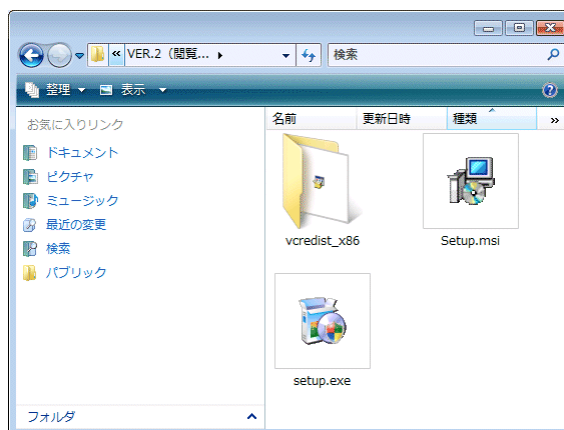 VER.2（閲覧...
検索
整理 表示
お気に入りリンク
ドキュメント
ピクチャ
ミュージック
最近の変更
検索
パブリック
フォルダ
名前 更新日時 種類 »
vcredist_x86
Setup.msi
setup.exe